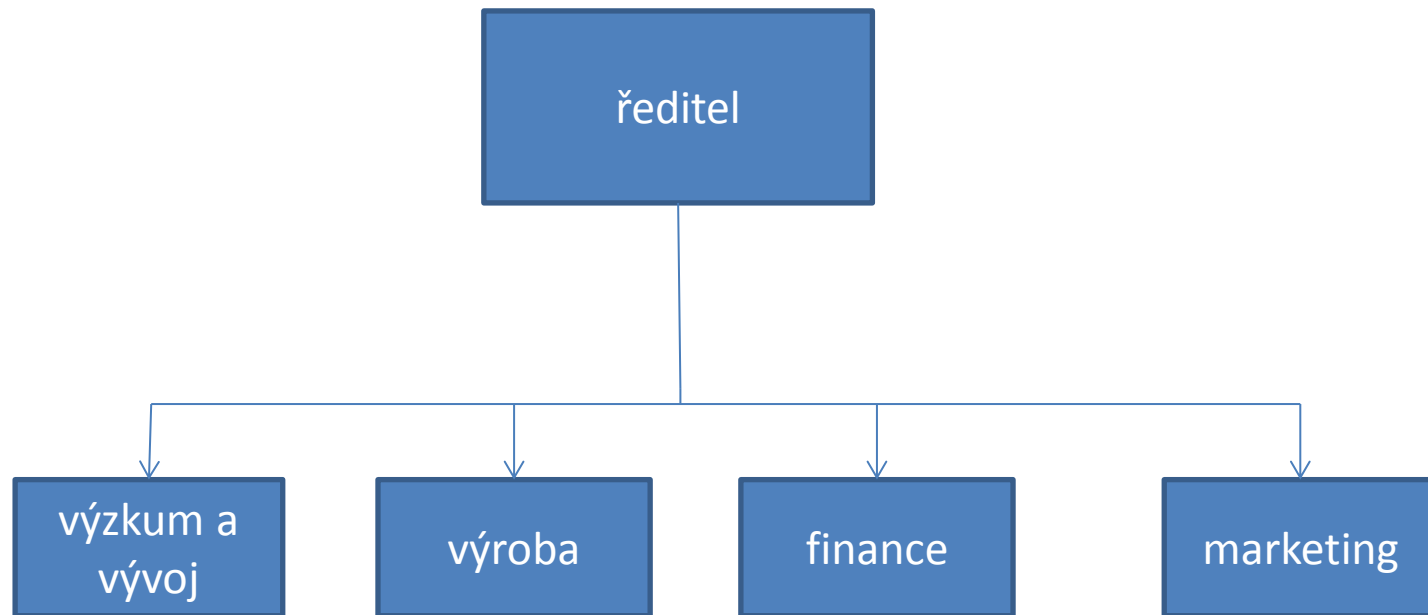 ředitel
výzkum a
vývoj
výroba
finance
marketing